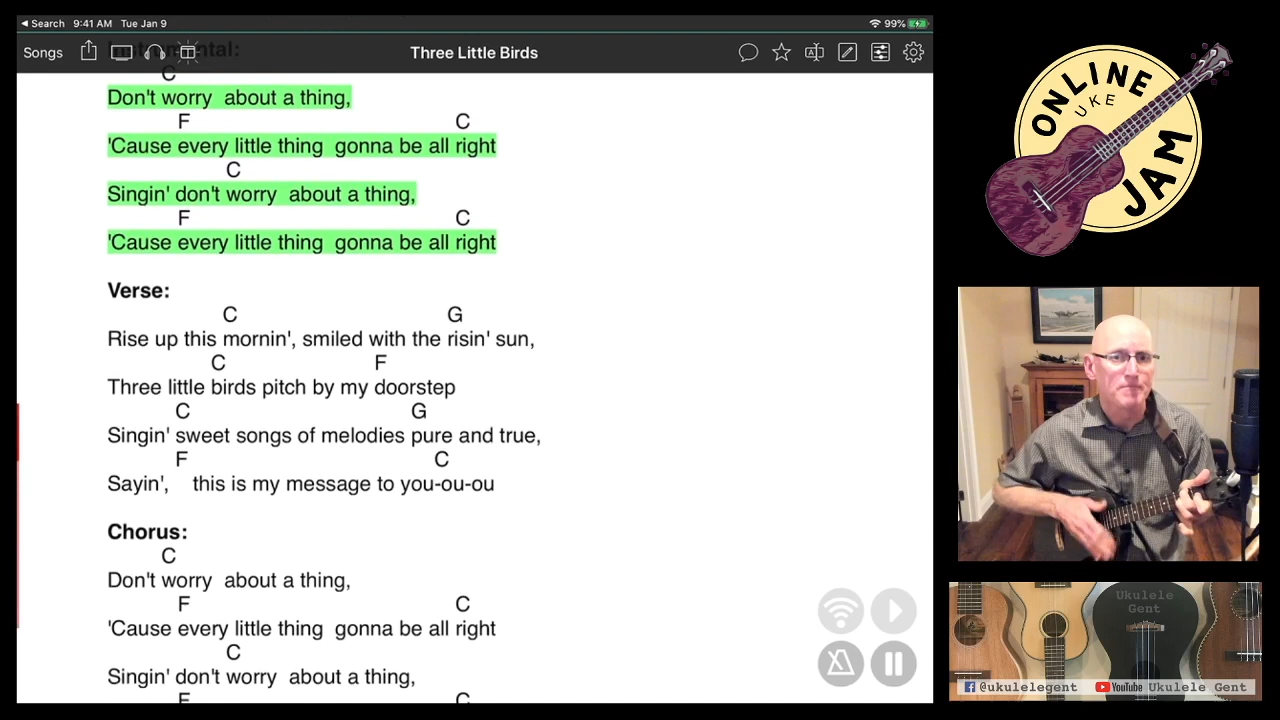 Search 9:41 AM Tue Jan 9 99%
Songs Three Little Birds
Instrumental:
C
Don't worry about a thing,
F C
'Cause every little thing gonna be all right
C
Singin' don't worry about a thing,
F C
'Cause every little thing gonna be all right
Verse:
C G
Rise up this mornin', smiled with the risin' sun,
C F
Three little birds pitch by my doorstep
C G
Singin' sweet songs of melodies pure and true,
F C
Sayin', this is my message to you-ou-ou
Chorus:
C
Don't worry about a thing,
F C
'Cause every little thing gonna be all right
C
Singin' don't worry about a thing,
F C
ONLINE
UKE
JAM
Ukulele
Gent
@ukulelegent YouTube Ukulele Gent